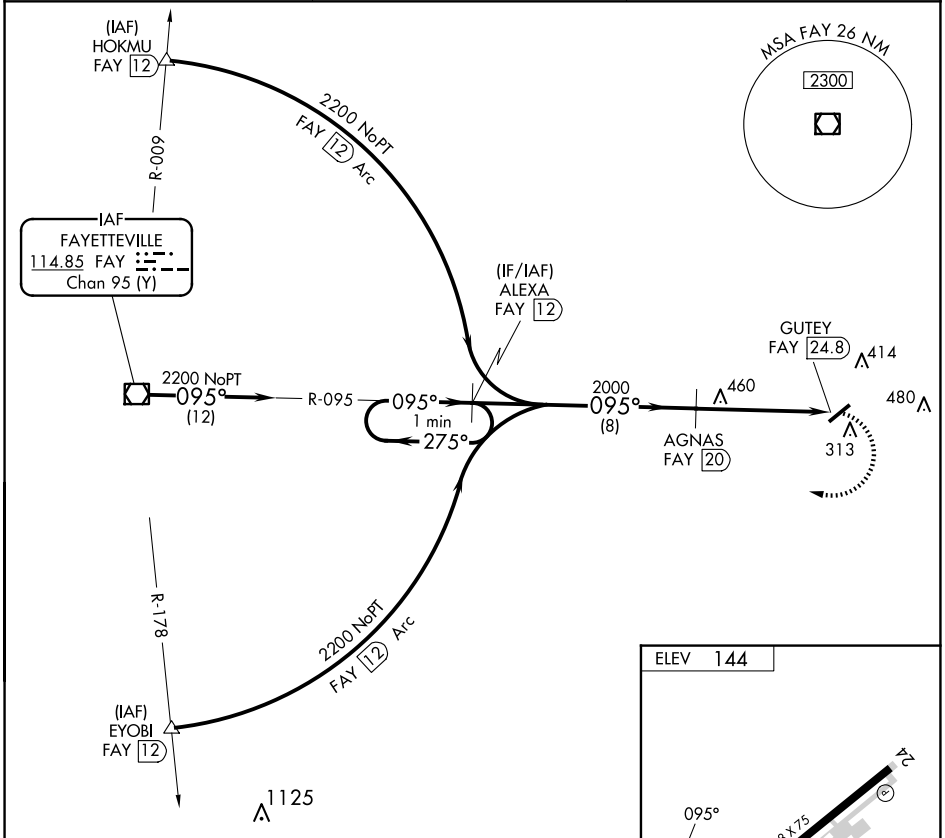 (IAF)
HOKMU
FAY 12
MSA FAY 26 NM
2300
2200 NoPT
FAY 12 Arc
R-009
IAF
FAYETTEVILLE
114.85 FAY
Chan 95 (Y)
(IF/IAF)
ALEXA
FAY 12
GUTEY
FAY 24.8
414
2200 NoPT
095°
(12)
R-095
095°
1 min
275°
2000
095°
(8)
460
480
AGNAS
FAY 20
313
R-178
2200 NoPT
FAY 12 Arc
(IAF)
EYOBI
FAY 12
1125
ELEV 144
24
P
095°
8 X 75